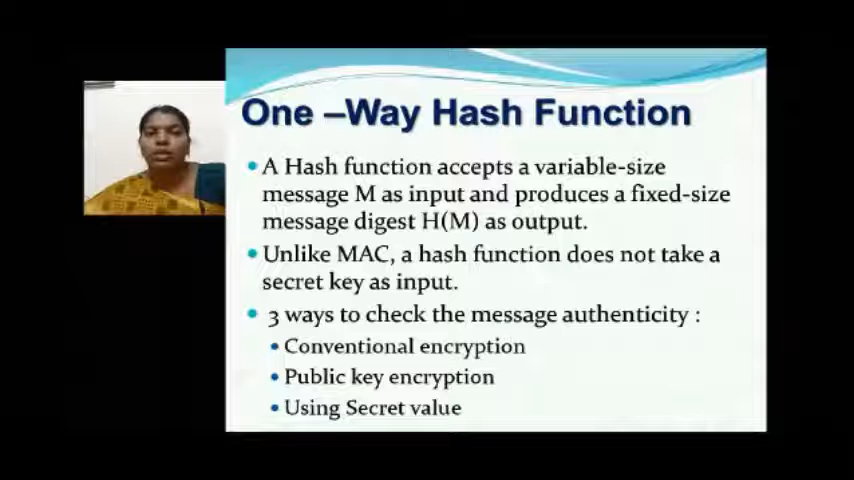 One –Way Hash Function
• A Hash function accepts a variable-size
message M as input and produces a fixed-size
message digest H(M) as output.
• Unlike MAC, a hash function does not take a
secret key as input.
• 3 ways to check the message authenticity :
• Conventional encryption
• Public key encryption
• Using Secret value